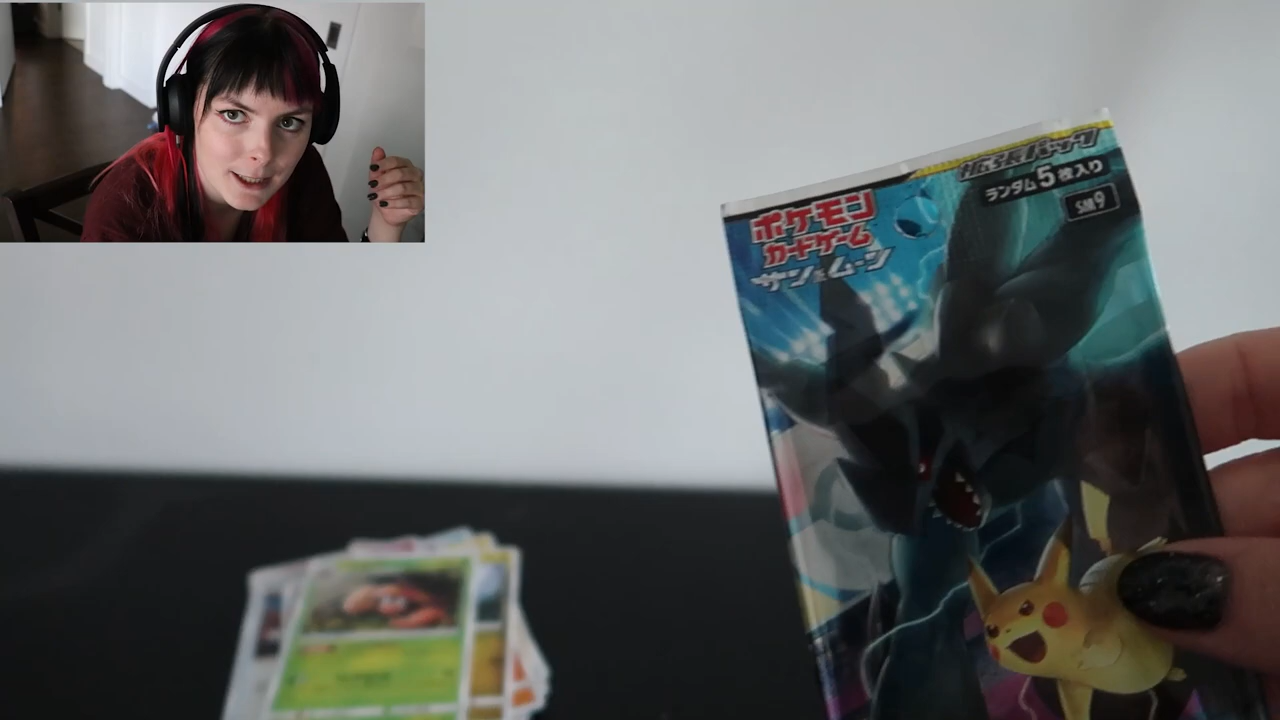 拡張パック
ランダム5枚入り
SM9
ポケモン
カードゲーム
サン&ムーン